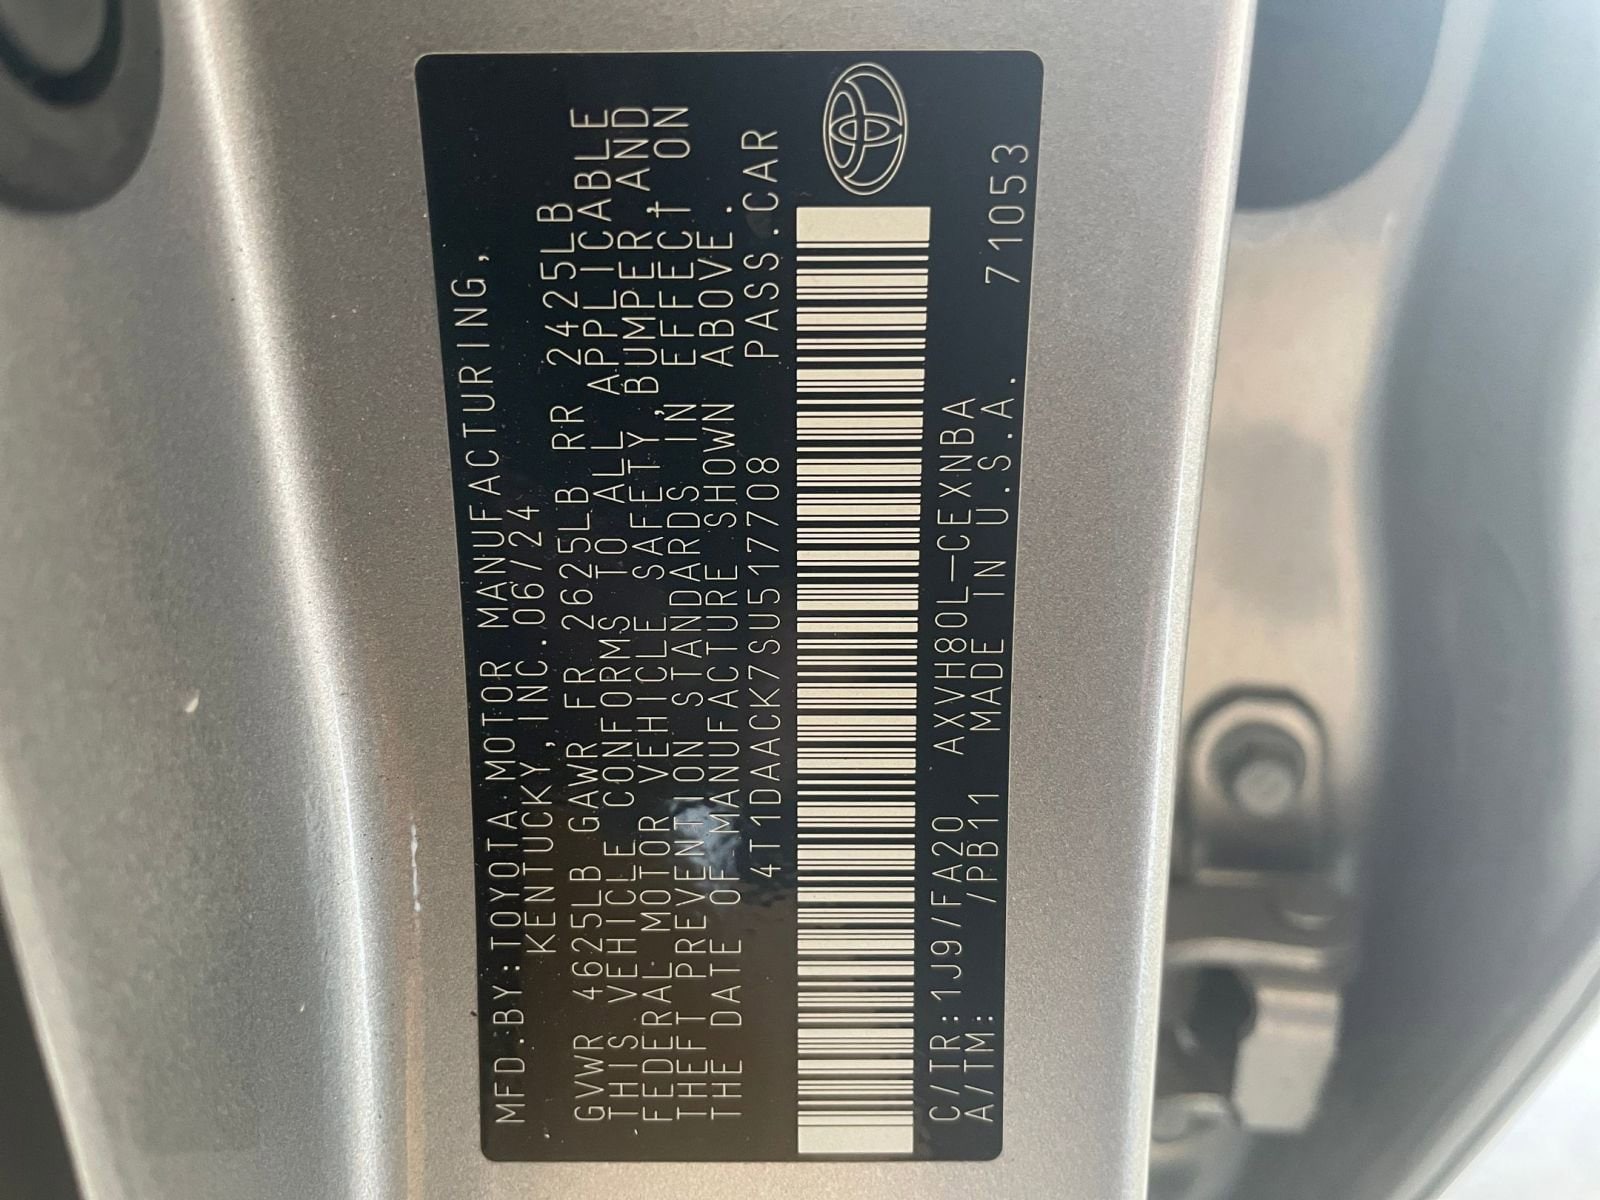 MFD.BY:TOYOTA MOTOR MANUFACTURING,
KENTUCKY,INC.06/24
GVWR 4625LB GAWR FR 2625LB RR 2425LB
THIS VEHICLE CONFORMS TO ALL APPLICABLE
FEDERAL MOTOR VEHICLE SAFETY,BUMPER,AND
THEFT PREVENTION STANDARDS IN EFFECT ON
THE DATE OF MANUFACTURE SHOWN ABOVE.
4T1DAACK7SU517708 PASS.CAR
C/TR:1J9/FA20 AXVH80L-CEXNBA
A/TM: /PB11 MADE IN U.S.A. 71053